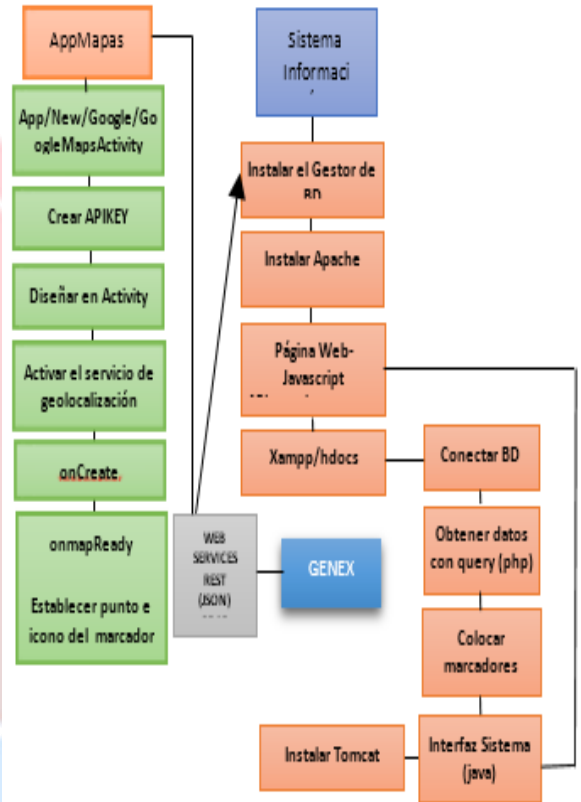 AppMapas
App/New/Google/Go
ogleMapsActivity
Crear APIKEY
Diseñar en Activity
Activar el servicio de
geolocalización
onCreate.
onmapReady
Establecer punto e
icono del marcador
WEB
SERVICES
REST
(JSON)
GENEX
Sistema
Informaci
Instalar el Gestor de
BD
Instalar Apache
Página Web-
Javascript
Xampp/hdocs
Conectar BD
Obtener datos
con query (php)
Colocar
marcadores
Interfaz Sistema
(java)
Instalar Tomcat